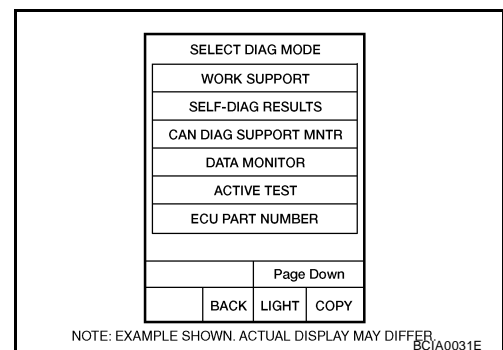 SELECT DIAG MODE
WORK SUPPORT
SELF-DIAG RESULTS
CAN DIAG SUPPORT MNTR
DATA MONITOR
ACTIVE TEST
ECU PART NUMBER
Page Down
BACK LIGHT COPY
NOTE: EXAMPLE SHOWN. ACTUAL DISPLAY MAY DIFFER.
BCIA0031E